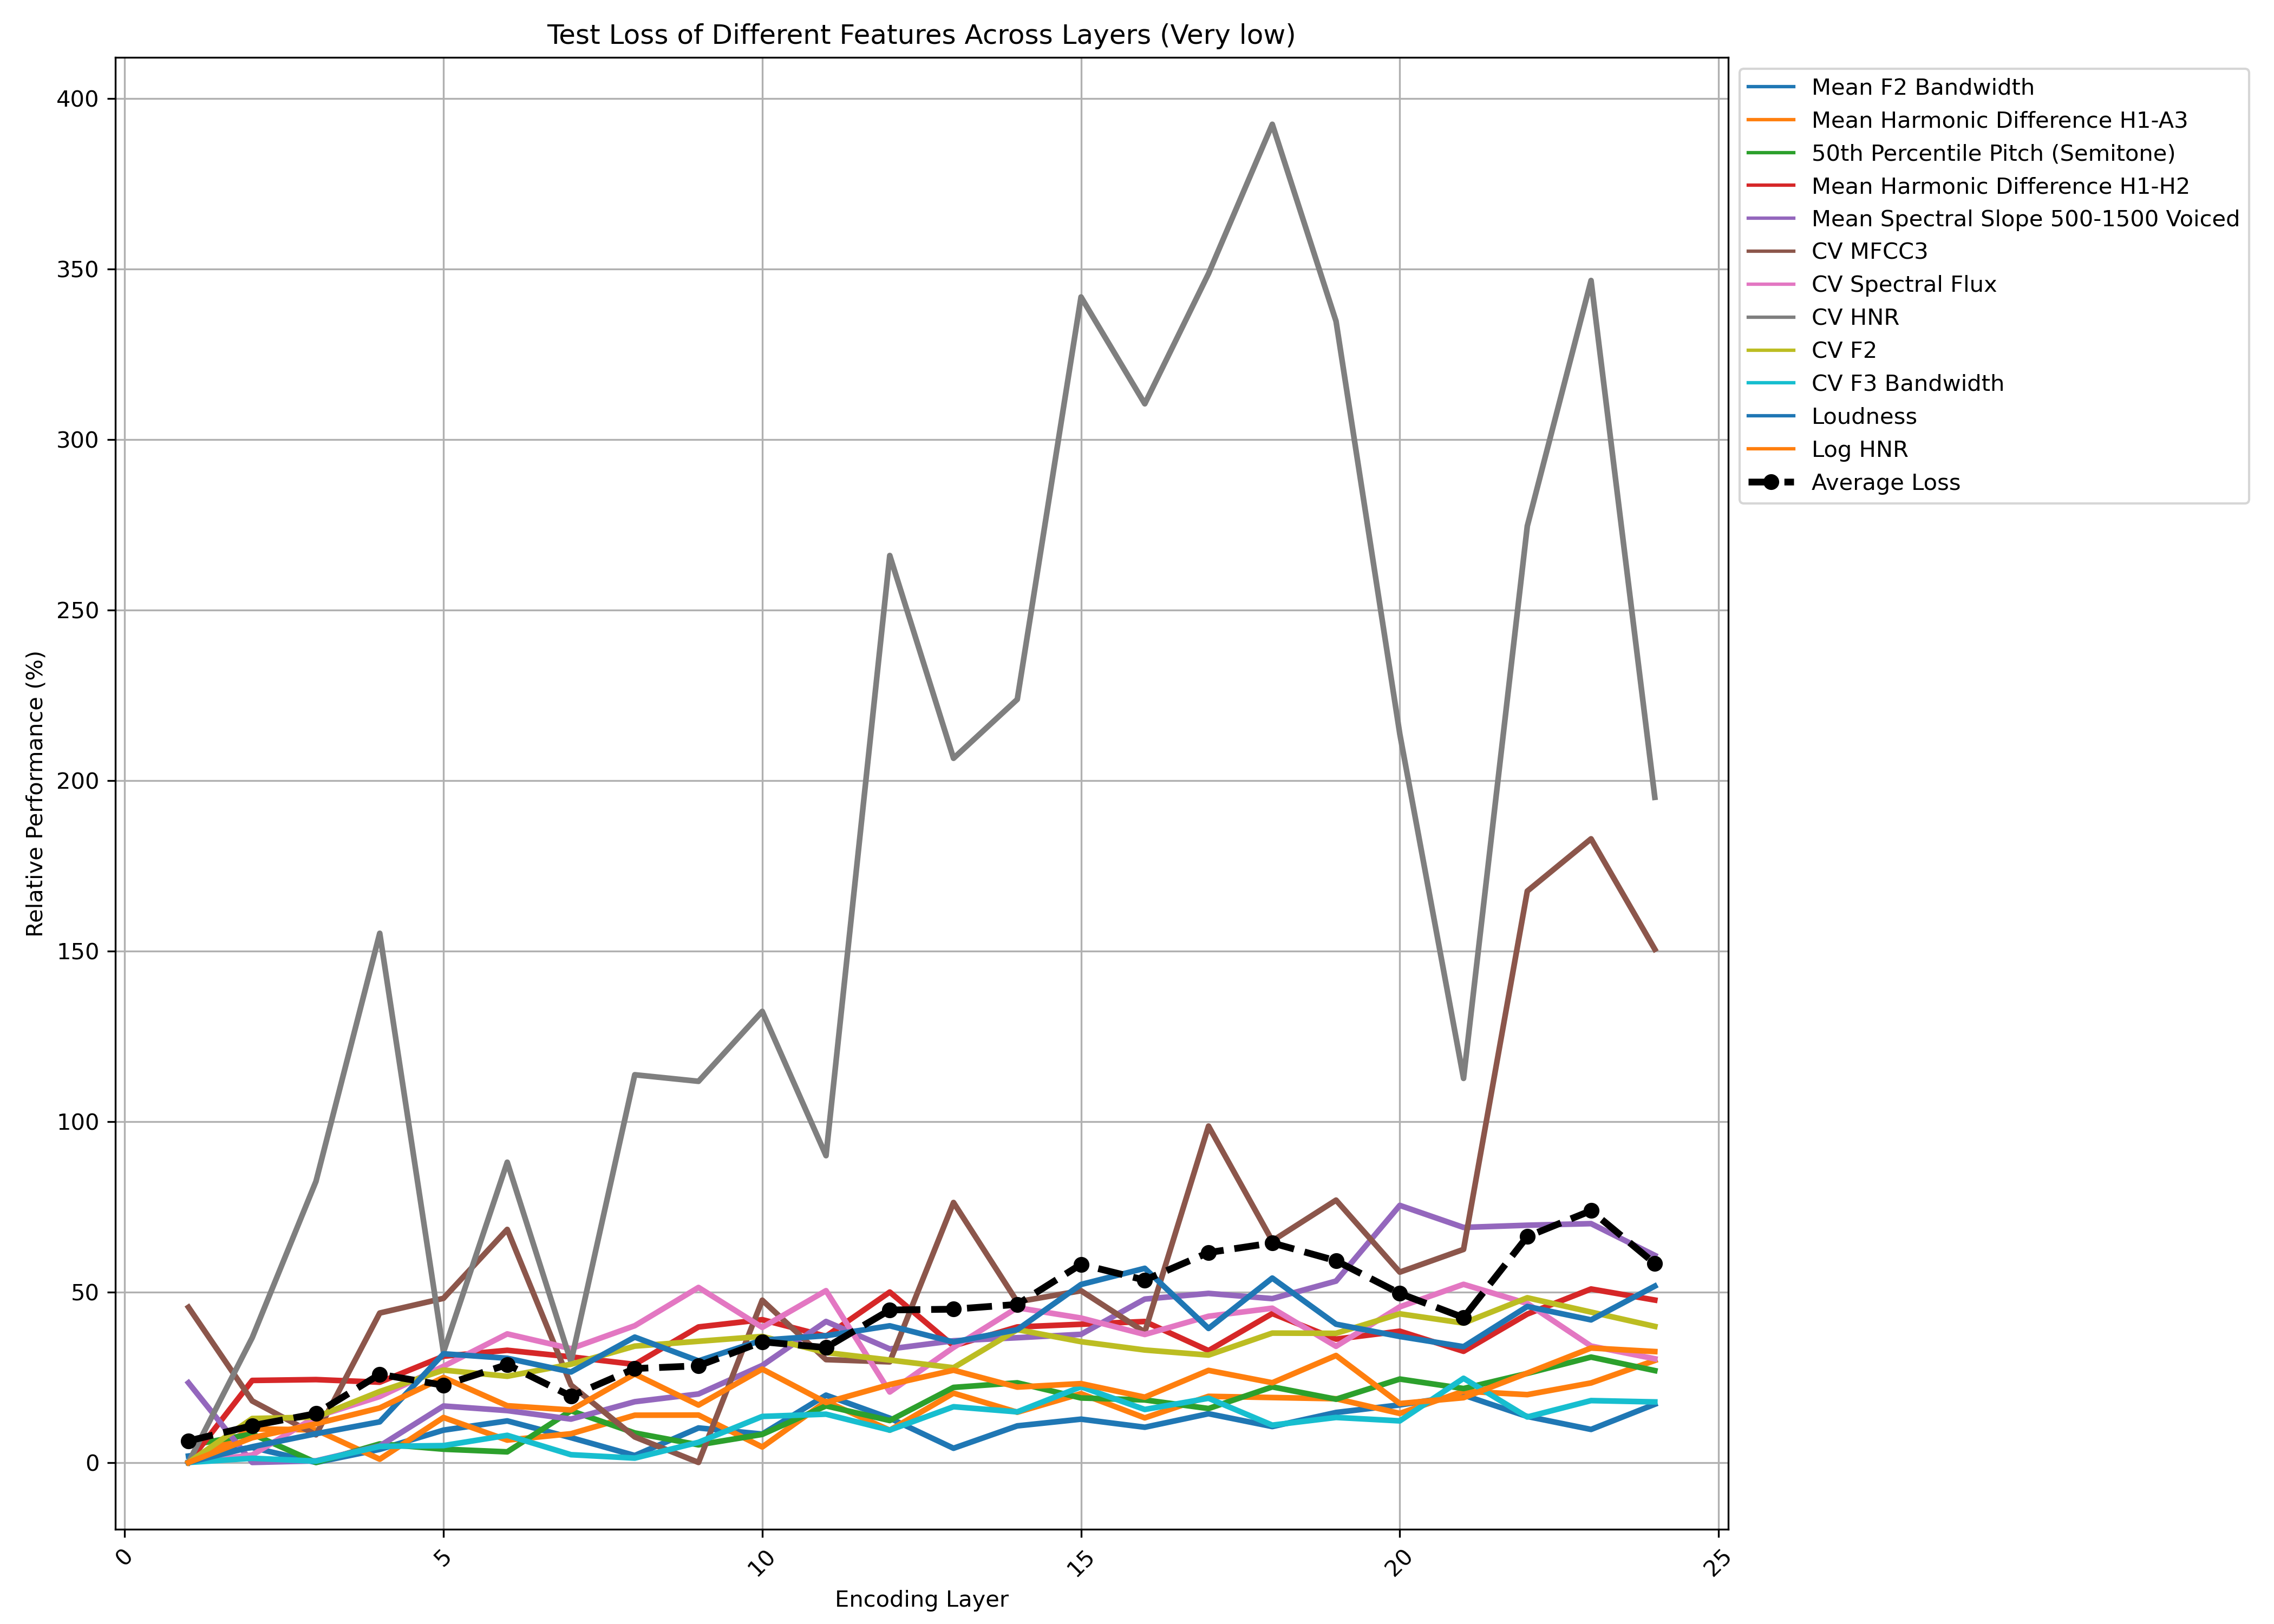 Test Loss of Different Features Across Layers (Very low)
400
350
300
250
200
150
100
50
0
Relative Performance (%)
0
5
10
15
20
25
Encoding Layer
Mean F2 Bandwidth
Mean Harmonic Difference H1-A3
50th Percentile Pitch (Semitone)
Mean Harmonic Difference H1-H2
Mean Spectral Slope 500-1500 Voiced
CV MFCC3
CV Spectral Flux
CV HNR
CV F2
CV F3 Bandwidth
Loudness
Log HNR
Average Loss